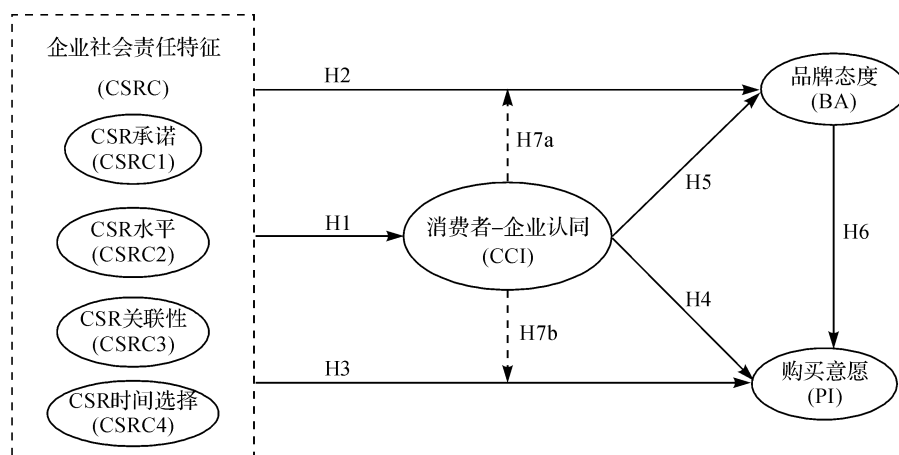 企业社会责任特征
(CSRC)
CSR承诺
(CSRC1)
CSR水平
(CSRC2)
CSR关联性
(CSRC3)
CSR时间选择
(CSRC4)
H2
H7a
H1
消费者–企业认同
(CCI)
H7b
H3
H5
H4
品牌态度
(BA)
H6
购买意愿
(PI)